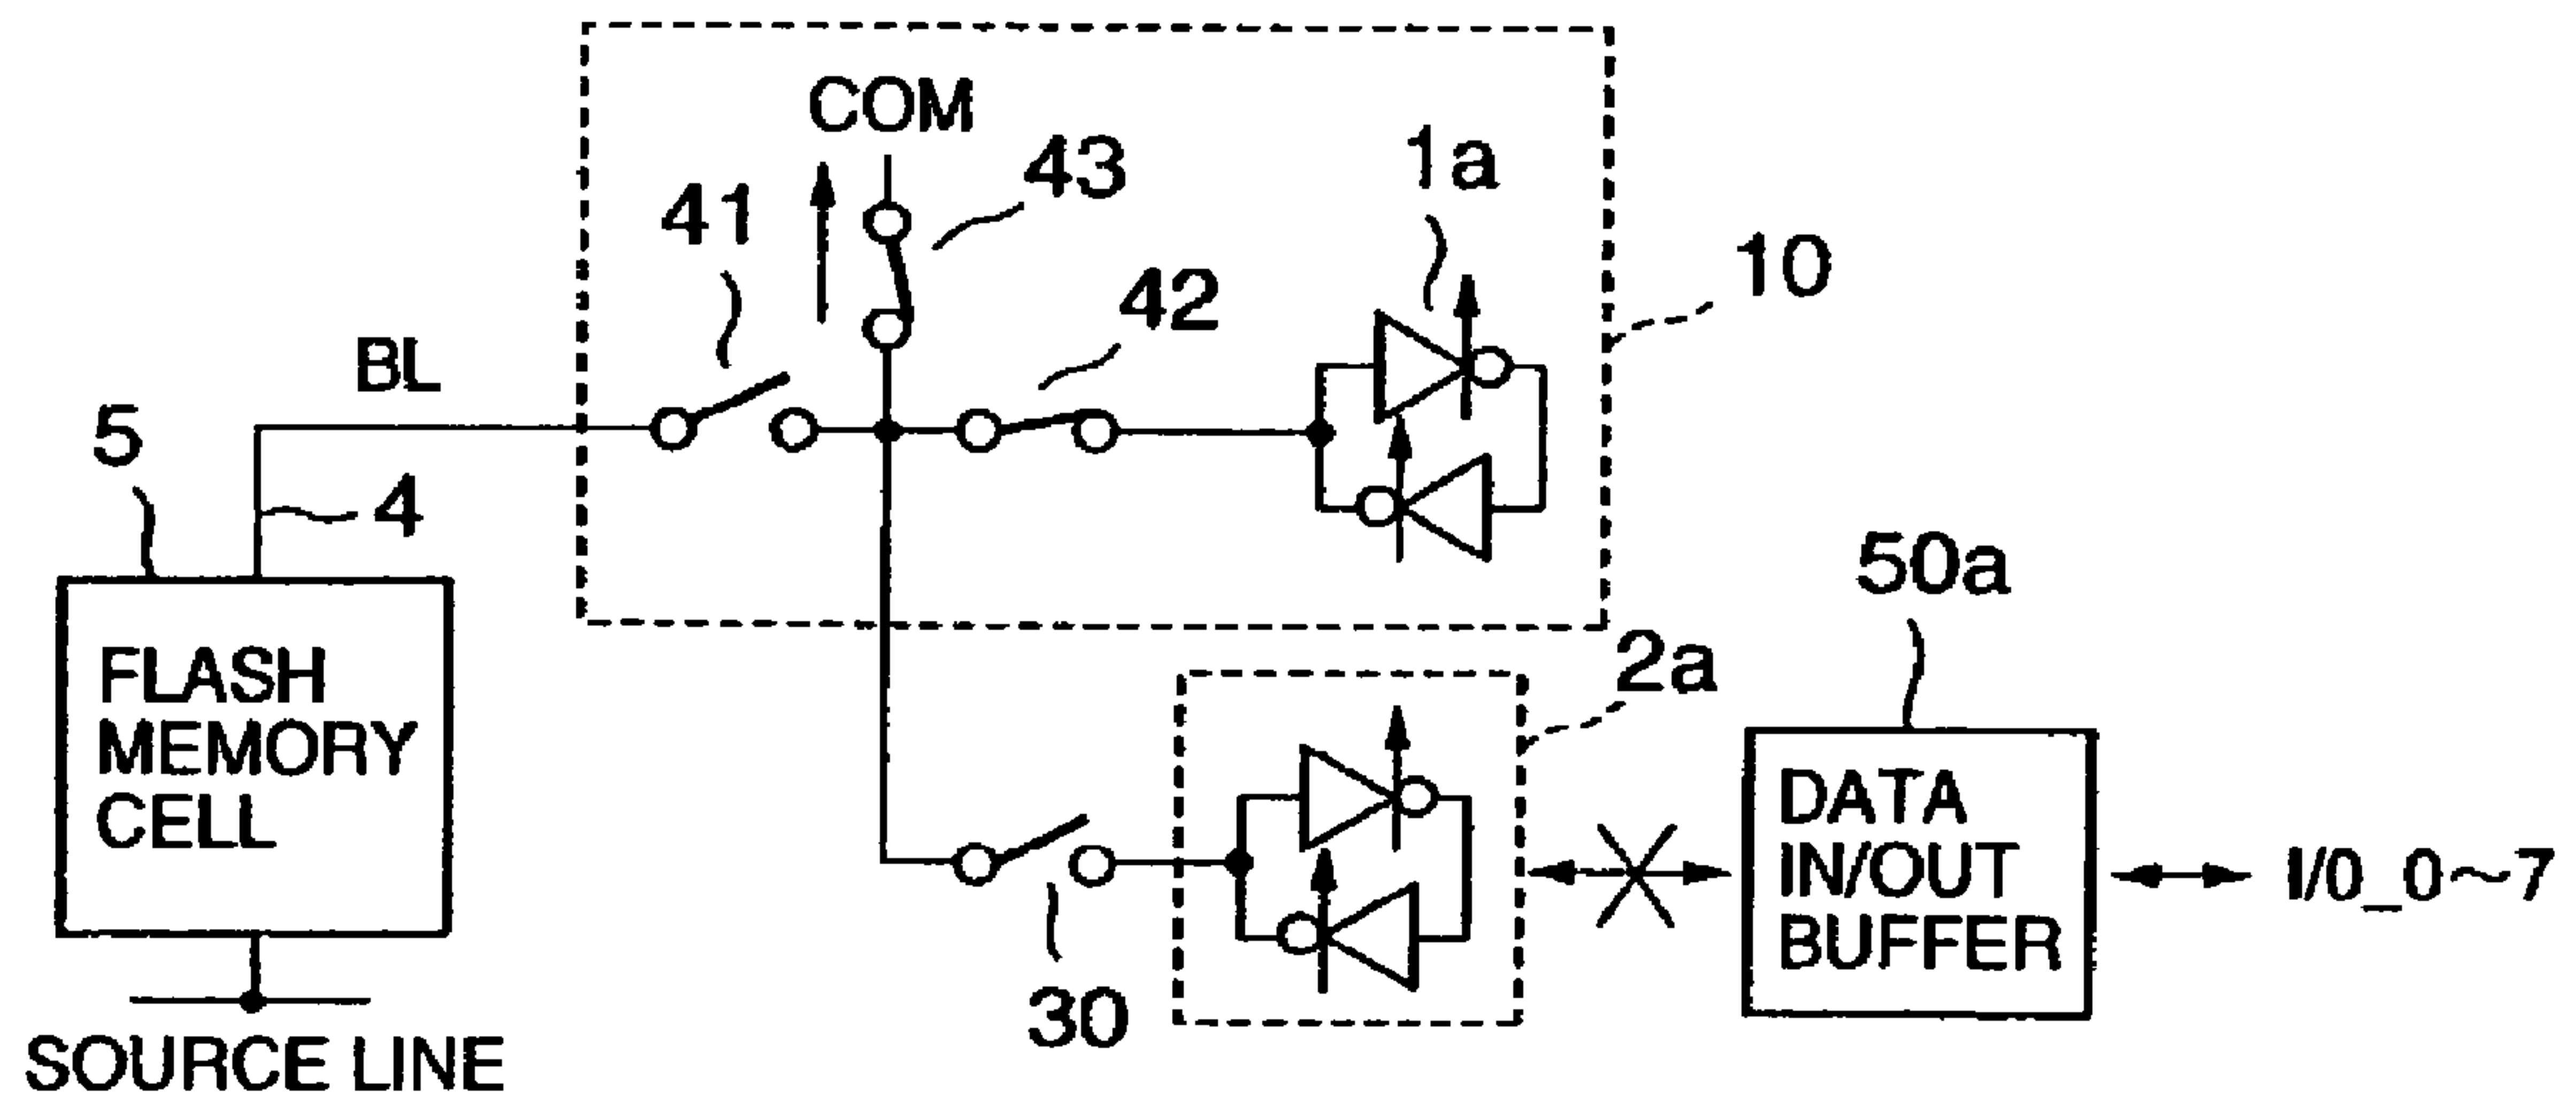 COM
43
1a
41
10
42
BL
5
4
50a
2a
FLASH
MEMORY
CELL
DATA
IN/OUT
BUFFER
I/0_0~7
30
SOURCE LINE